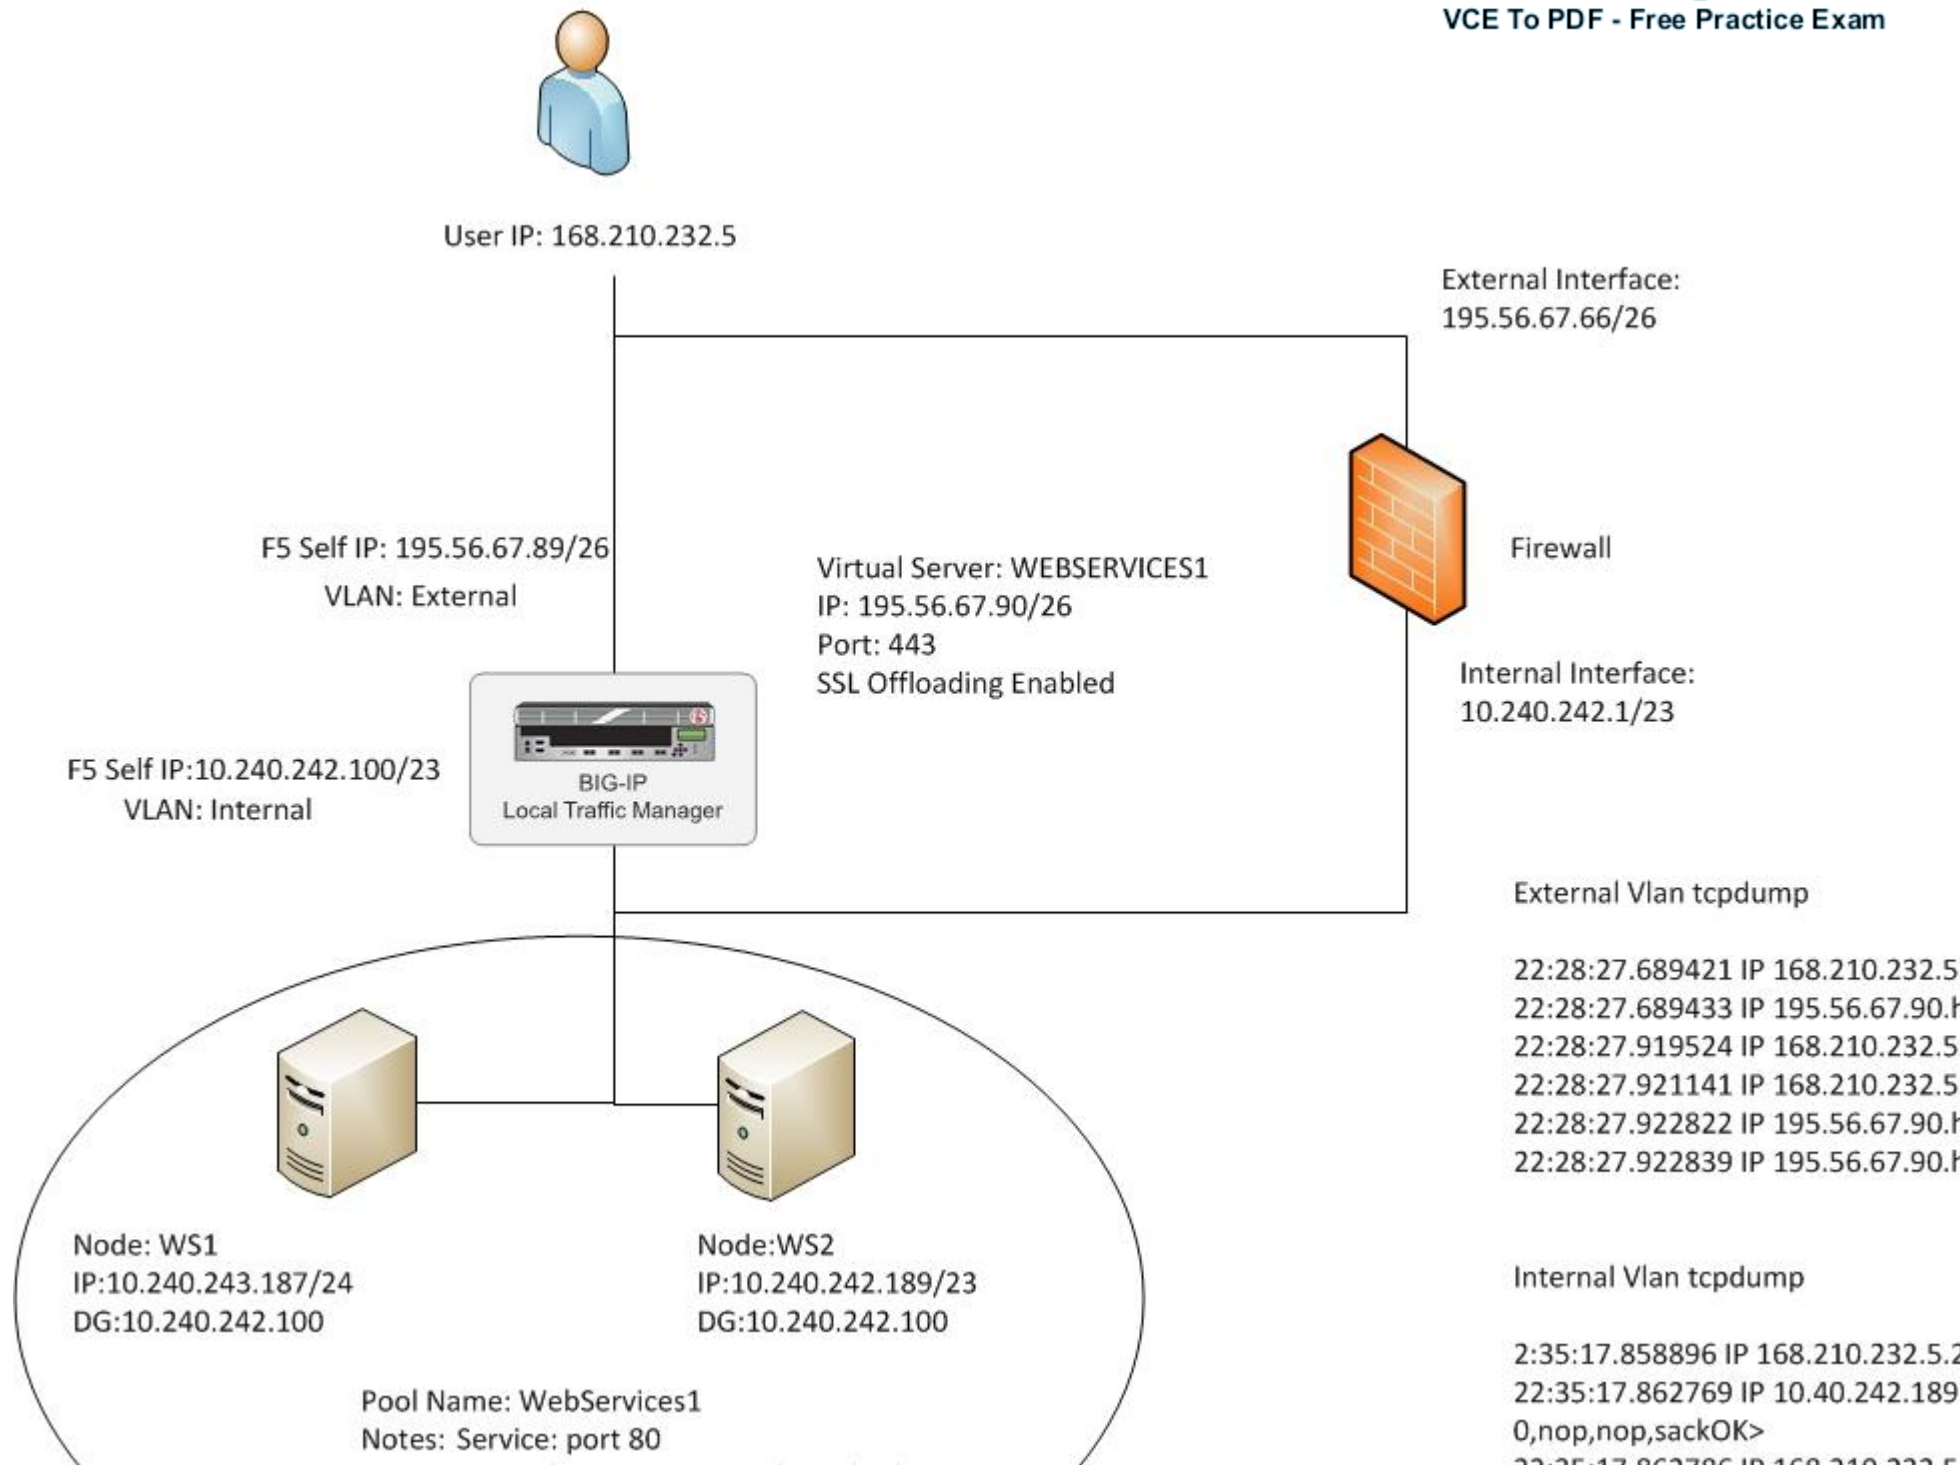 VCE To PDF - Free Practice Exam
User IP: 168.210.232.5
External Interface:
195.56.67.66/26
F5 Self IP: 195.56.67.89/26
VLAN: External
Virtual Server: WEBSERVICES1
IP: 195.56.67.90/26
Port: 443
SSL Offloading Enabled
Firewall
Internal Interface:
10.240.242.1/23
F5 Self IP:10.240.242.100/23
VLAN: Internal
BIG-IP
Local Traffic Manager
External Vlan tcpdump
22:28:27.689421 IP 168.210.232.5
22:28:27.689433 IP 195.56.67.90.h
22:28:27.919524 IP 168.210.232.5
22:28:27.921141 IP 168.210.232.5
22:28:27.922822 IP 195.56.67.90.h
22:28:27.922839 IP 195.56.67.90.h
Node: WS1
IP:10.240.243.187/24
DG:10.240.242.100
Node:WS2
IP:10.240.242.189/23
DG:10.240.242.100
Pool Name: WebServices1
Notes: Service: port 80
Internal Vlan tcpdump
2:35:17.858896 IP 168.210.232.5.2
22:35:17.862769 IP 10.40.242.189
0,nop,nop,sackOK>